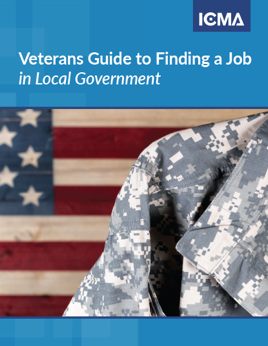 ICMA
Veterans Guide to Finding a Job
in Local Government